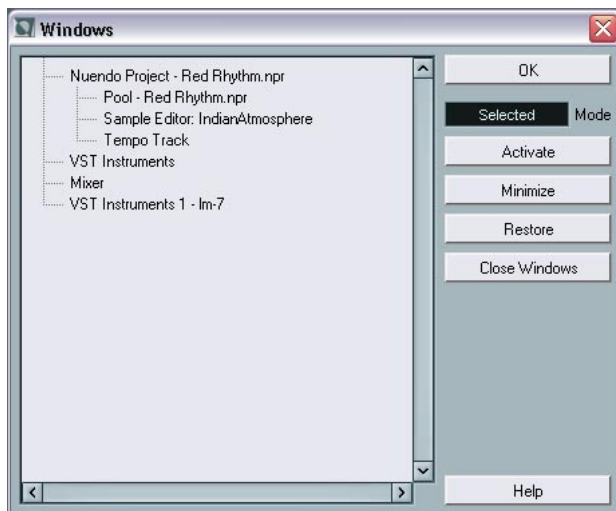 Windows
Nuendo Project - Red Rhythm.npr
Pool - Red Rhythm.npr
Sample Editor: IndianAtmosphere
Tempo Track
VST Instruments
Mixer
VST Instruments 1 - lm-7
OK
Selected Mode
Activate
Minimize
Restore
Close Windows
Help